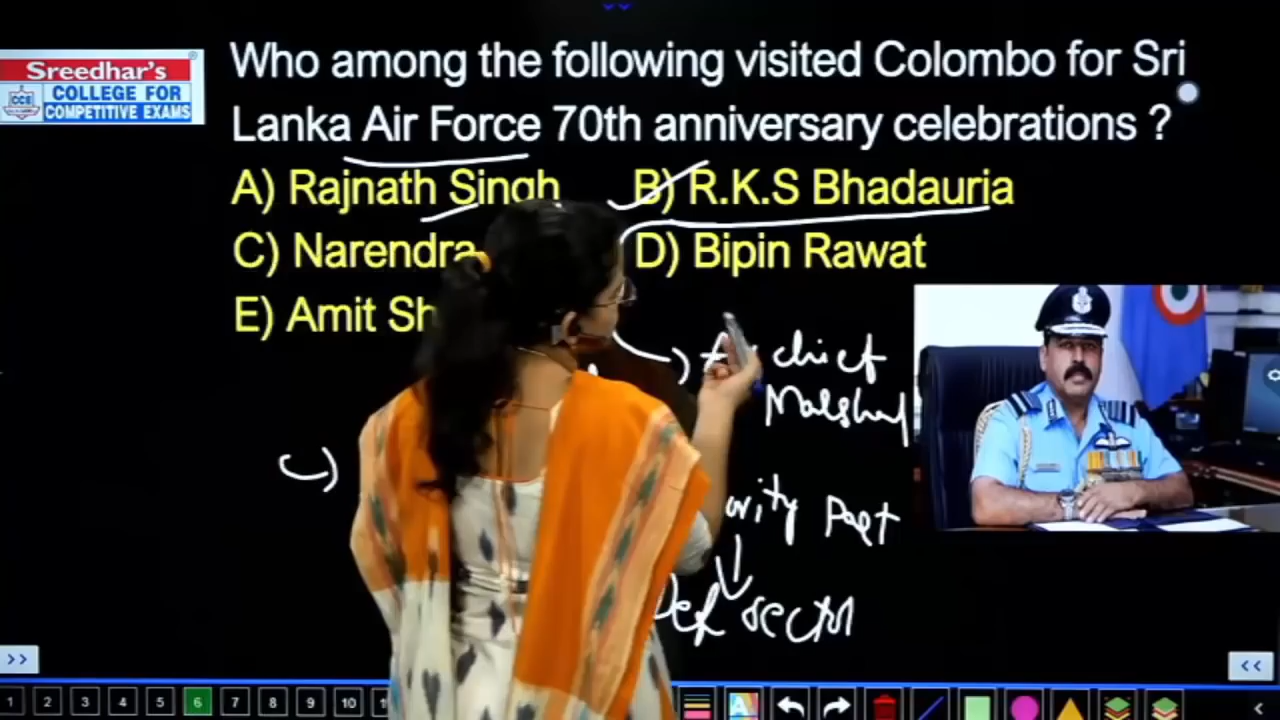 Sreedhar's
CCE
COLLEGE FOR
COMPETITIVE EXAMS
Who among the following visited Colombo for Sri
Lanka Air Force 70th anniversary celebrations ?
A) Rajnath Singh B) R.K.S Bhadauria
C) Narendra D) Bipin Rawat
E) Amit Sh
chief
Marshal
Part
Def sector
>> <<
1 2 3 4 5 6 7 8 9 10